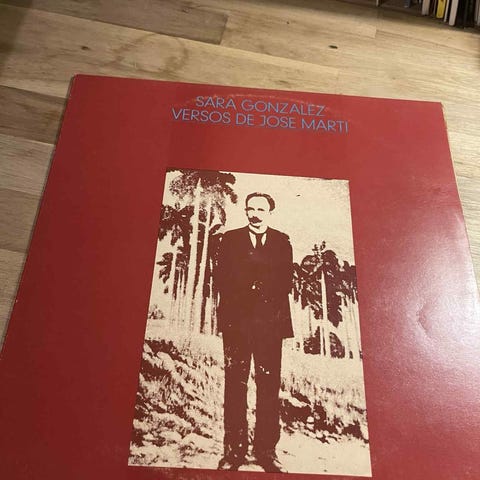 SARA GONZALEZ
VERSOS DE JOSE MARTI